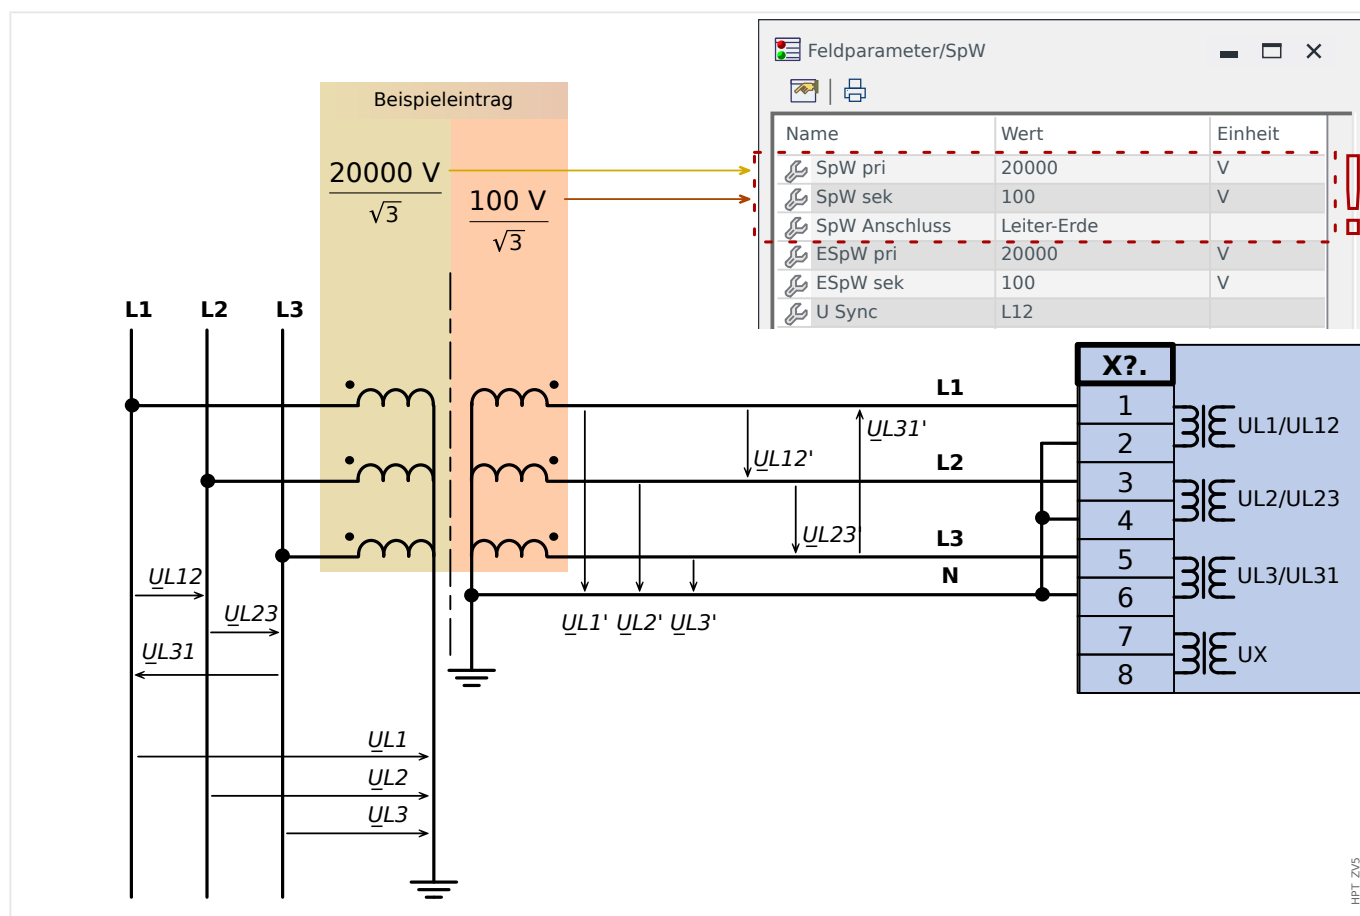 Feldparameter/SpW
Beispieleintrag
Name Wert Einheit
20000 V
√3
100 V
√3
SpW pri 20000 V
SpW sek 100 V
SpW Anschluss Leiter-Erde
ESpW pri 20000 V
ESpW sek 100 V
U Sync L12
L1 L2 L3
X?.
L1
1
UL31'
UL1/UL12
2
UL12'
L2
3
UL2/UL23
4
UL23'
L3
5
N
UL3/UL31
6
UL12
UL23
UL1' UL2' UL3'
7
UL31
UX
8
UL1
UL2
UL3
HPT_ZV5